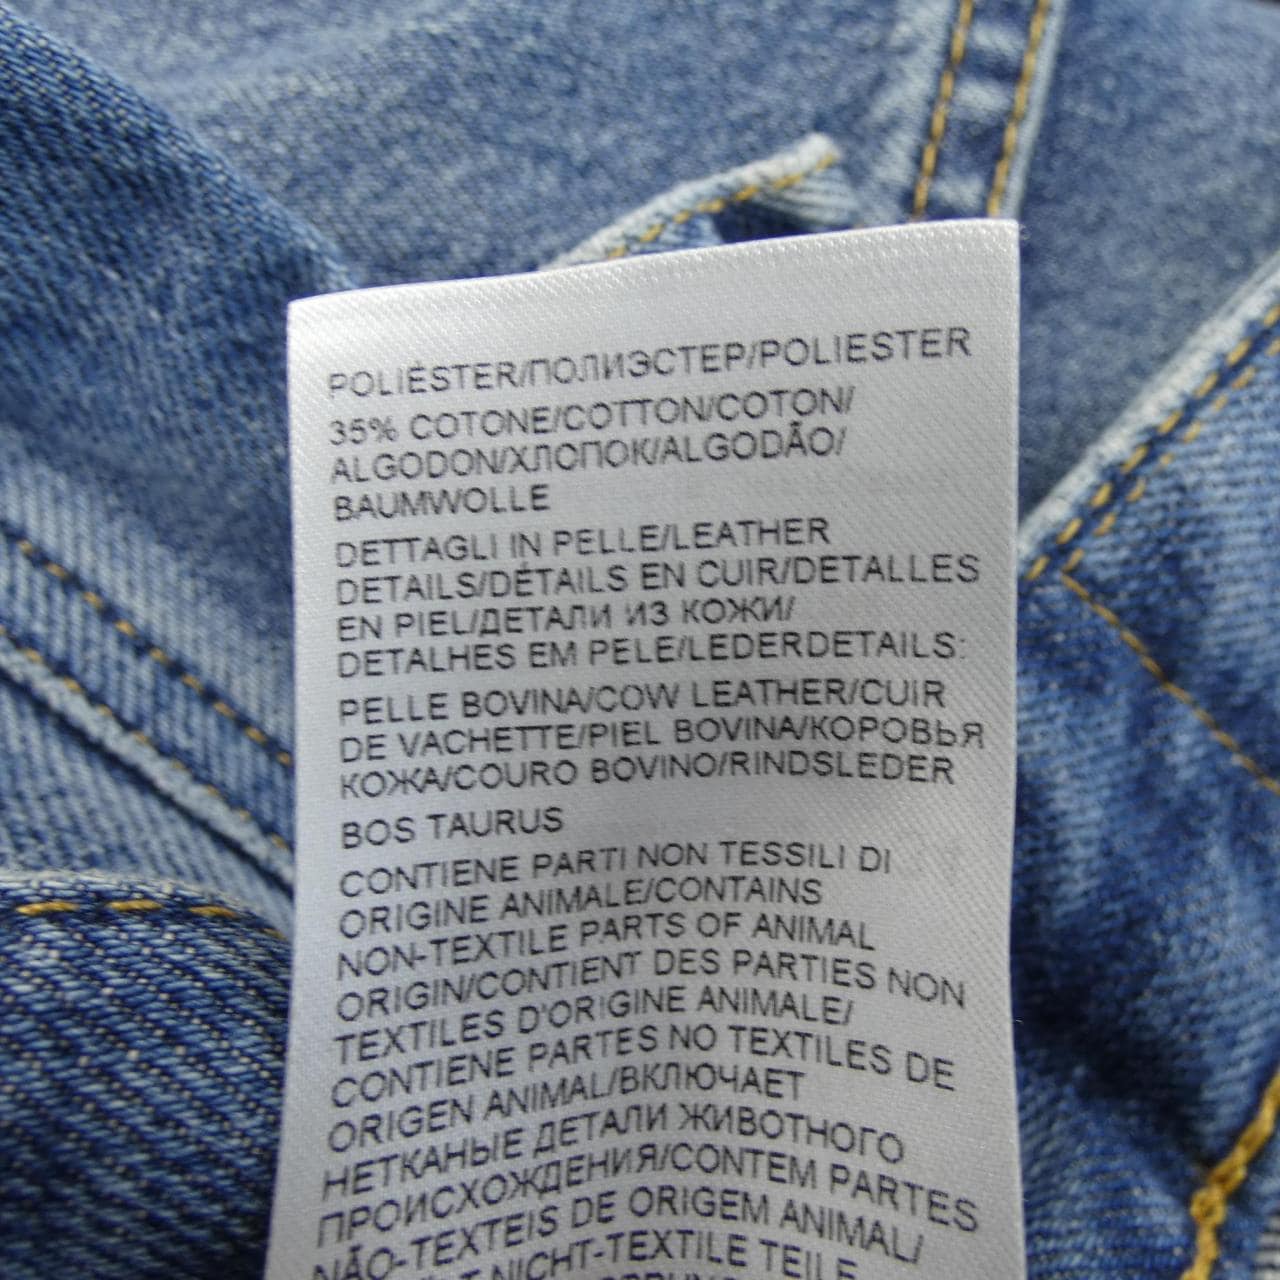 POLIÉSTER/ПОЛИЭСТЕР/POLIESTER
35% COTONE/COTTON/COTON/
ALGODON/ХЛОПОК/ALGODÃO/
BAUMWOLLE
DETTAGLI IN PELLE/LEATHER
DETAILS/DÉTAILS EN CUIR/DETALLES
EN PIEL/ДЕТАЛИ ИЗ КОЖИ/
DETALHES EM PELE/LEDERDETAILS:
PELLE BOVINA/COW LEATHER/CUIR
DE VACHETTE/PIEL BOVINA/КОРОВЬЯ
КОЖА/COURO BOVINO/RINDSLEDER
BOS TAURUS
CONTIENE PARTI NON TESSILI DI
ORIGINE ANIMALE/CONTAINS
NON-TEXTILE PARTS OF ANIMAL
ORIGIN/CONTIENT DES PARTIES NON
TEXTILES D'ORIGINE ANIMALE/
CONTIENE PARTES NO TEXTILES DE
ORIGEN ANIMAL/ВКЛЮЧАЕТ
НЕТКАНЫЕ ДЕТАЛИ ЖИВОТНОГО
ПРОИСХОЖДЕНИЯ/CONTEM PARTES
NÃO-TEXTEIS DE ORIGEM ANIMAL/
NICHT-TEXTILE TEILE